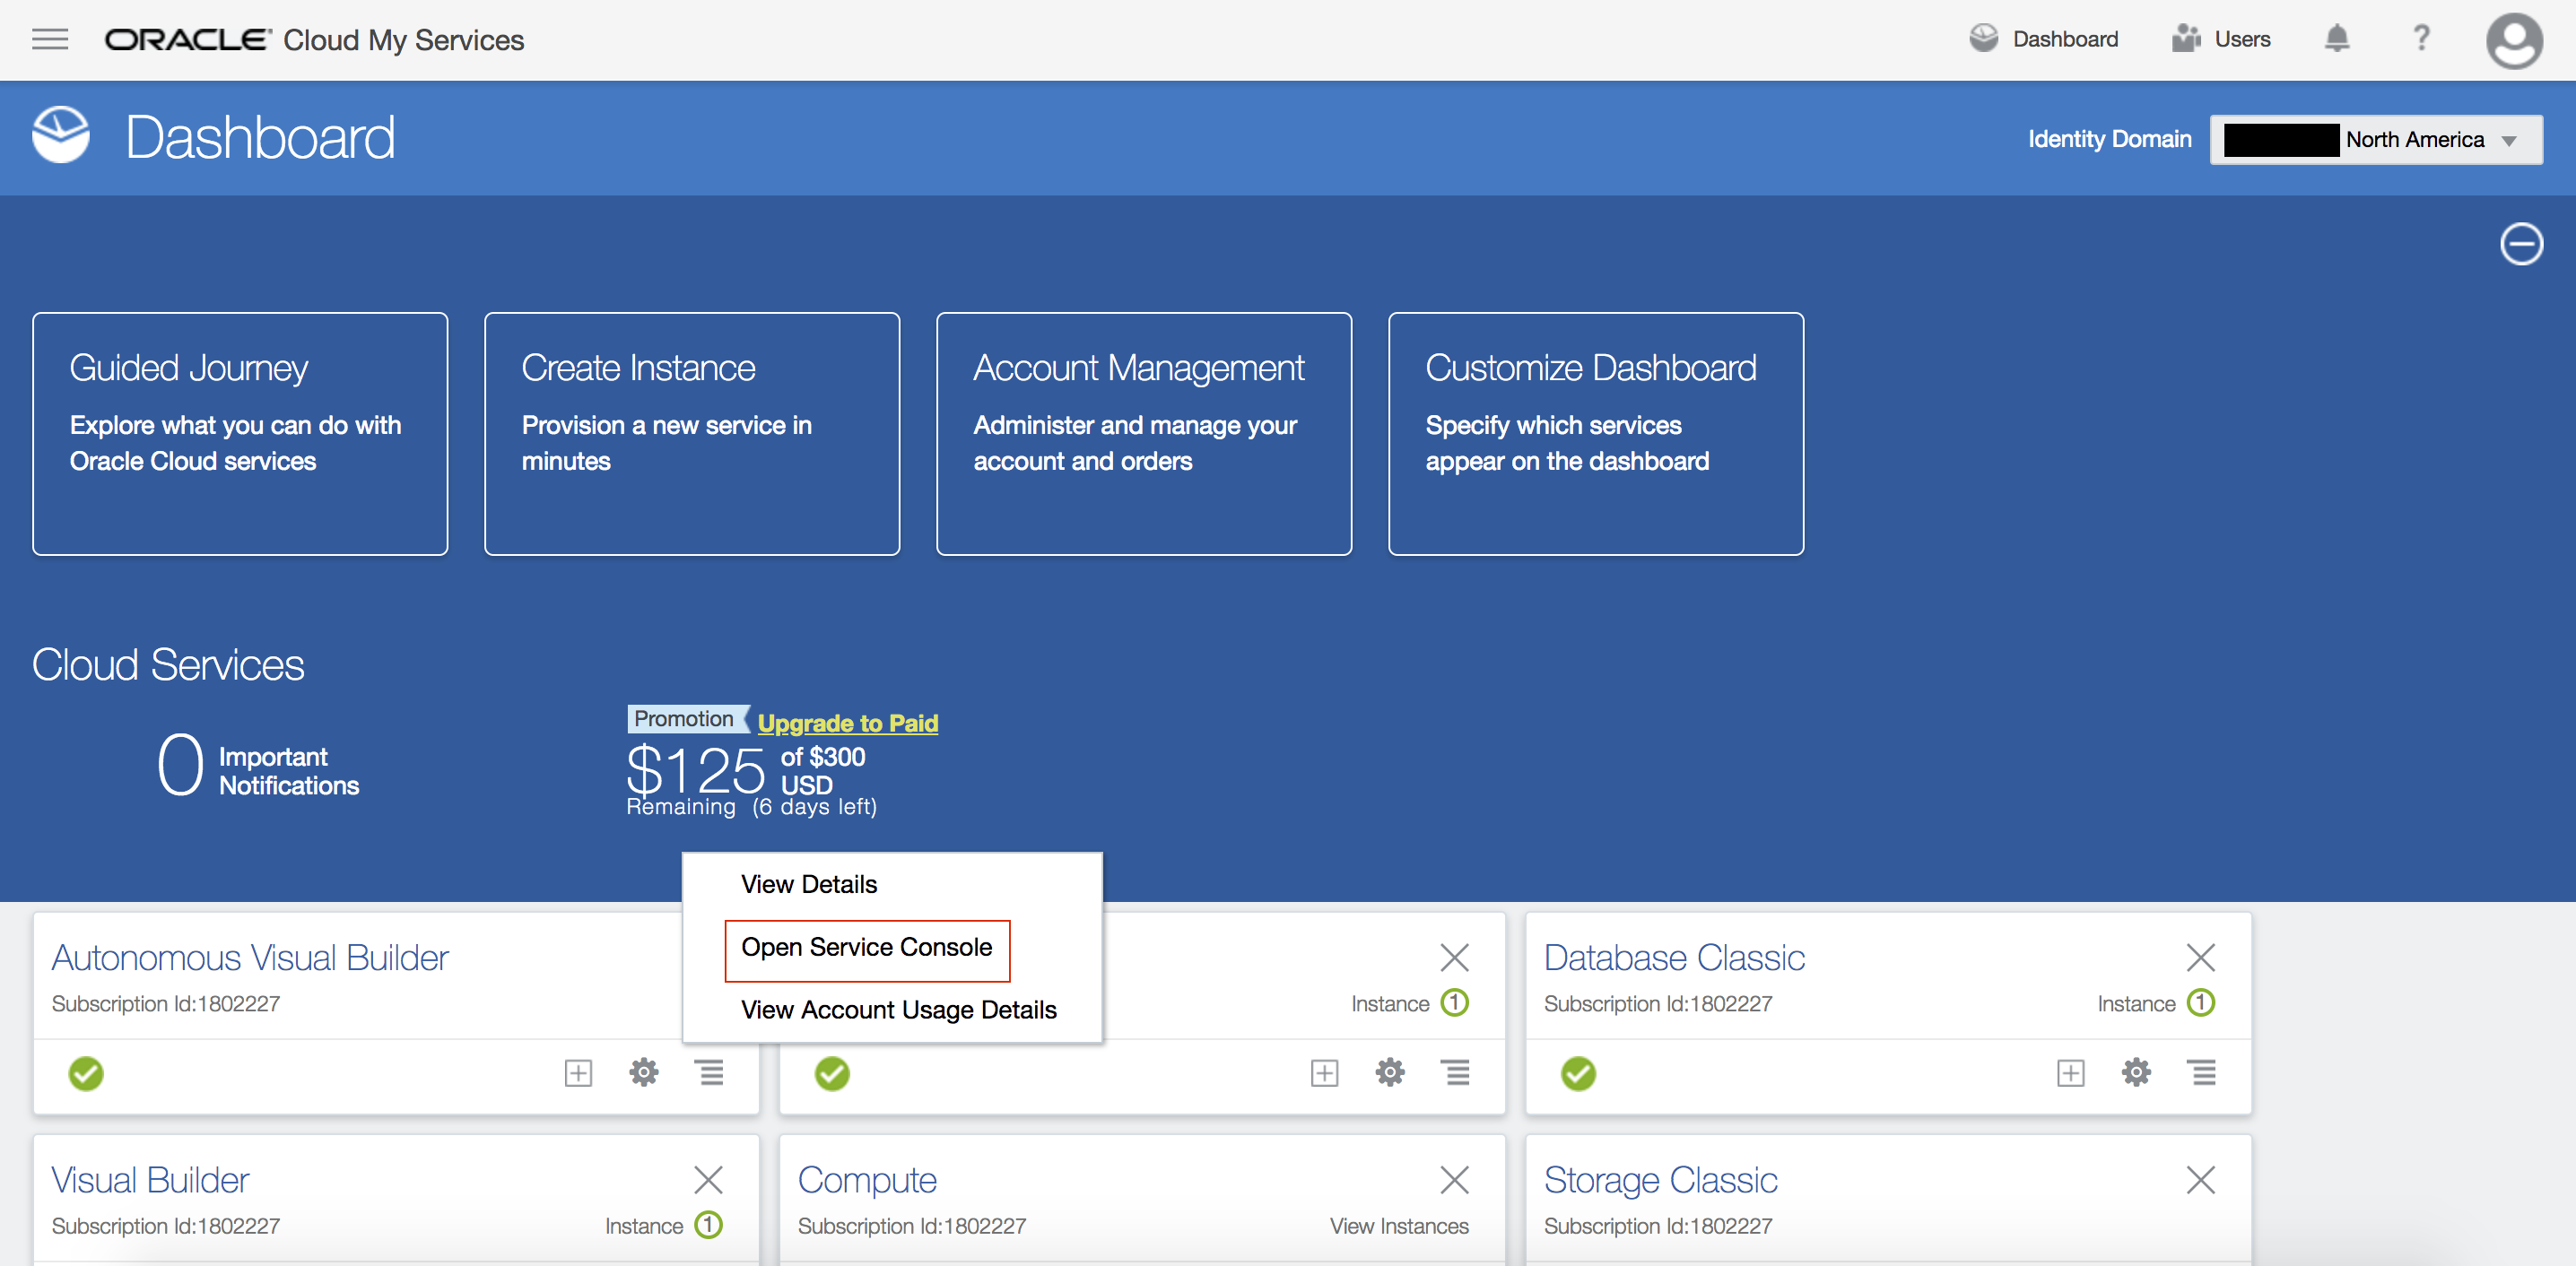 ORACLE Cloud My Services
Dashboard
Users
?
Dashboard
Identity Domain
North America
Guided Journey
Explore what you can do with
Oracle Cloud services
Create Instance
Provision a new service in
minutes
Account Management
Administer and manage your
account and orders
Customize Dashboard
Specify which services
appear on the dashboard
Cloud Services
0 Important
Notifications
Promotion Upgrade to Paid
$125 of $300
USD
Remaining (6 days left)
View Details
Open Service Console
View Account Usage Details
Autonomous Visual Builder
Subscription Id:1802227
Instance 1
Database Classic
Subscription Id:1802227
Instance 1
Visual Builder
Subscription Id:1802227
Instance 1
Compute
Subscription Id:1802227
View Instances
Storage Classic
Subscription Id:1802227